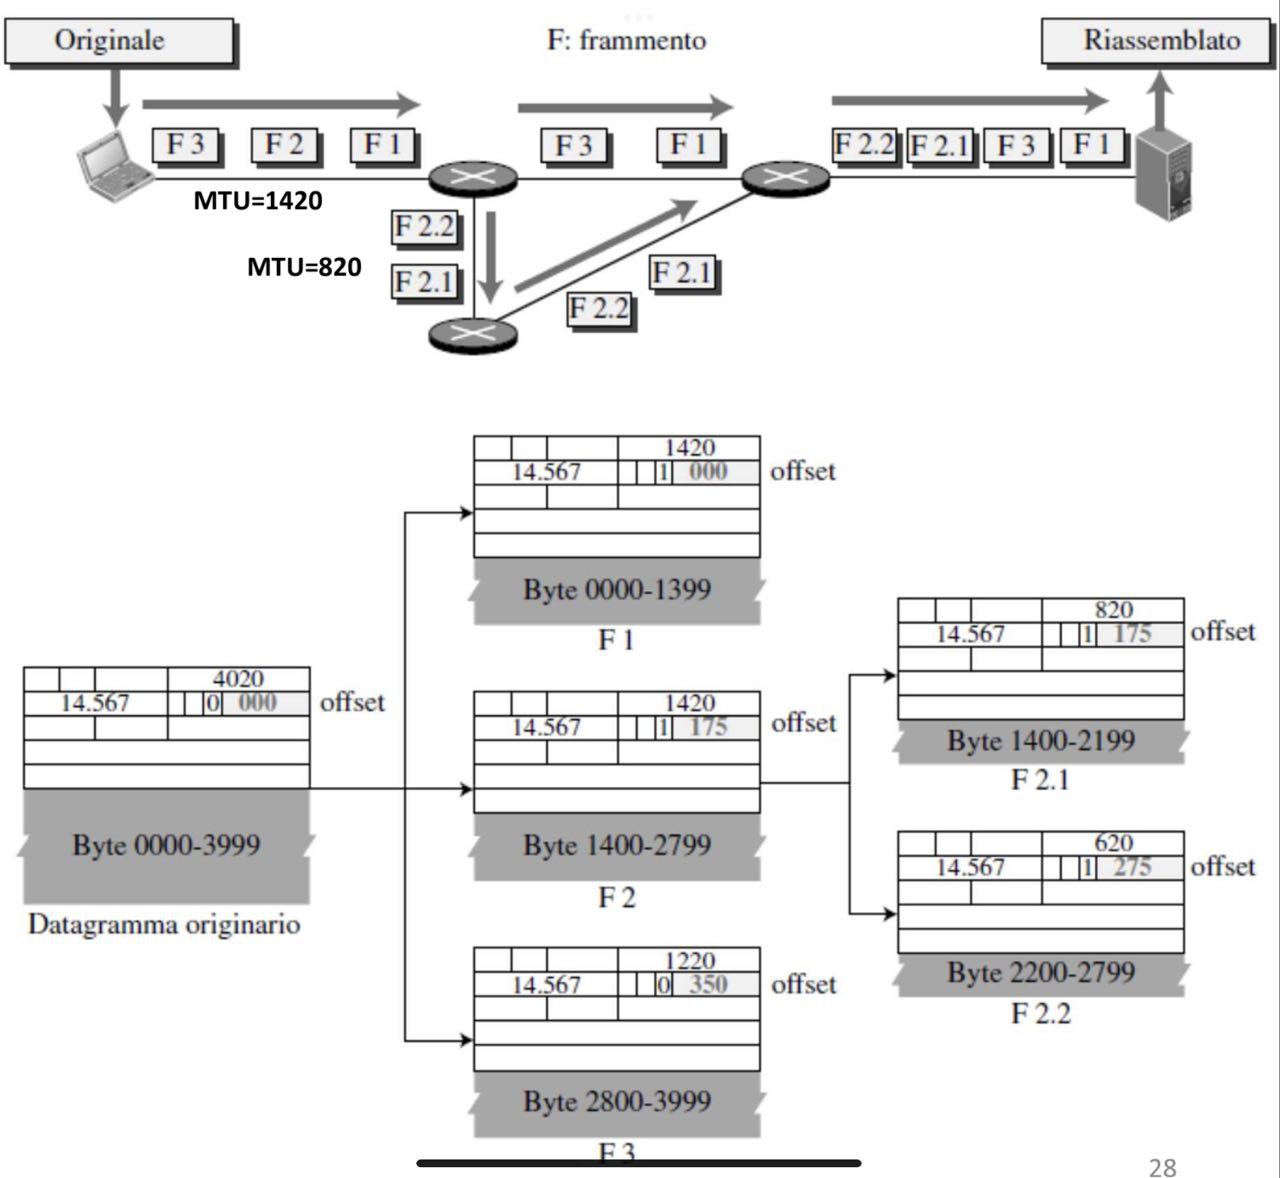 Originale
F: frammento
Riassemblato
F 3
F 2
F 1
F 3
F 1
F 2.2
F 2.1
F 3
F 1
MTU=1420
F 2.2
MTU=820
F 2.1
F 2.1
F 2.2
1420
14.567
1
000
offset
Byte 0000-1399
F 1
4020
14.567
0
000
offset
Byte 0000-3999
Datagramma originario
1420
14.567
1
175
offset
Byte 1400-2799
F 2
1220
14.567
0
350
offset
Byte 2800-3999
F 3
820
14.567
1
175
offset
Byte 1400-2199
F 2.1
620
14.567
1
275
offset
Byte 2200-2799
F 2.2
28